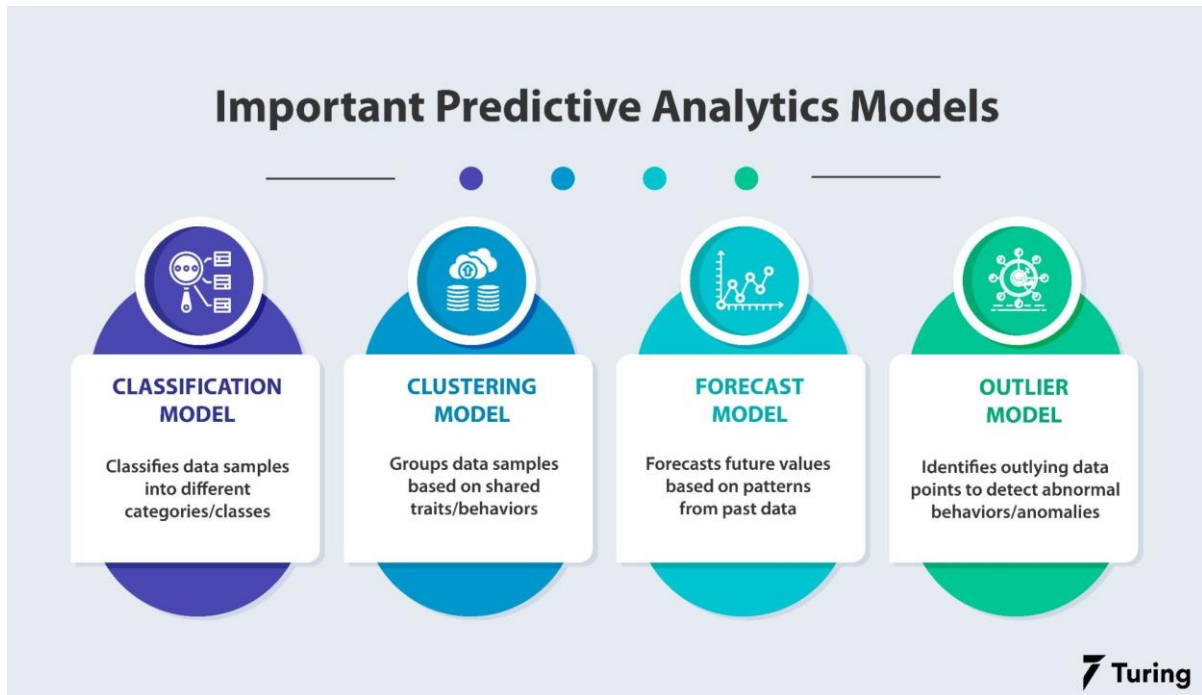 Important Predictive Analytics Models
CLASSIFICATION
MODEL
Classifies data samples
into different
categories/classes
CLUSTERING
MODEL
Groups data samples
based on shared
traits/behaviors
FORECAST
MODEL
Forecasts future values
based on patterns
from past data
OUTLIER
MODEL
Identifies outlying data
points to detect abnormal
behaviors/anomalies
Turing